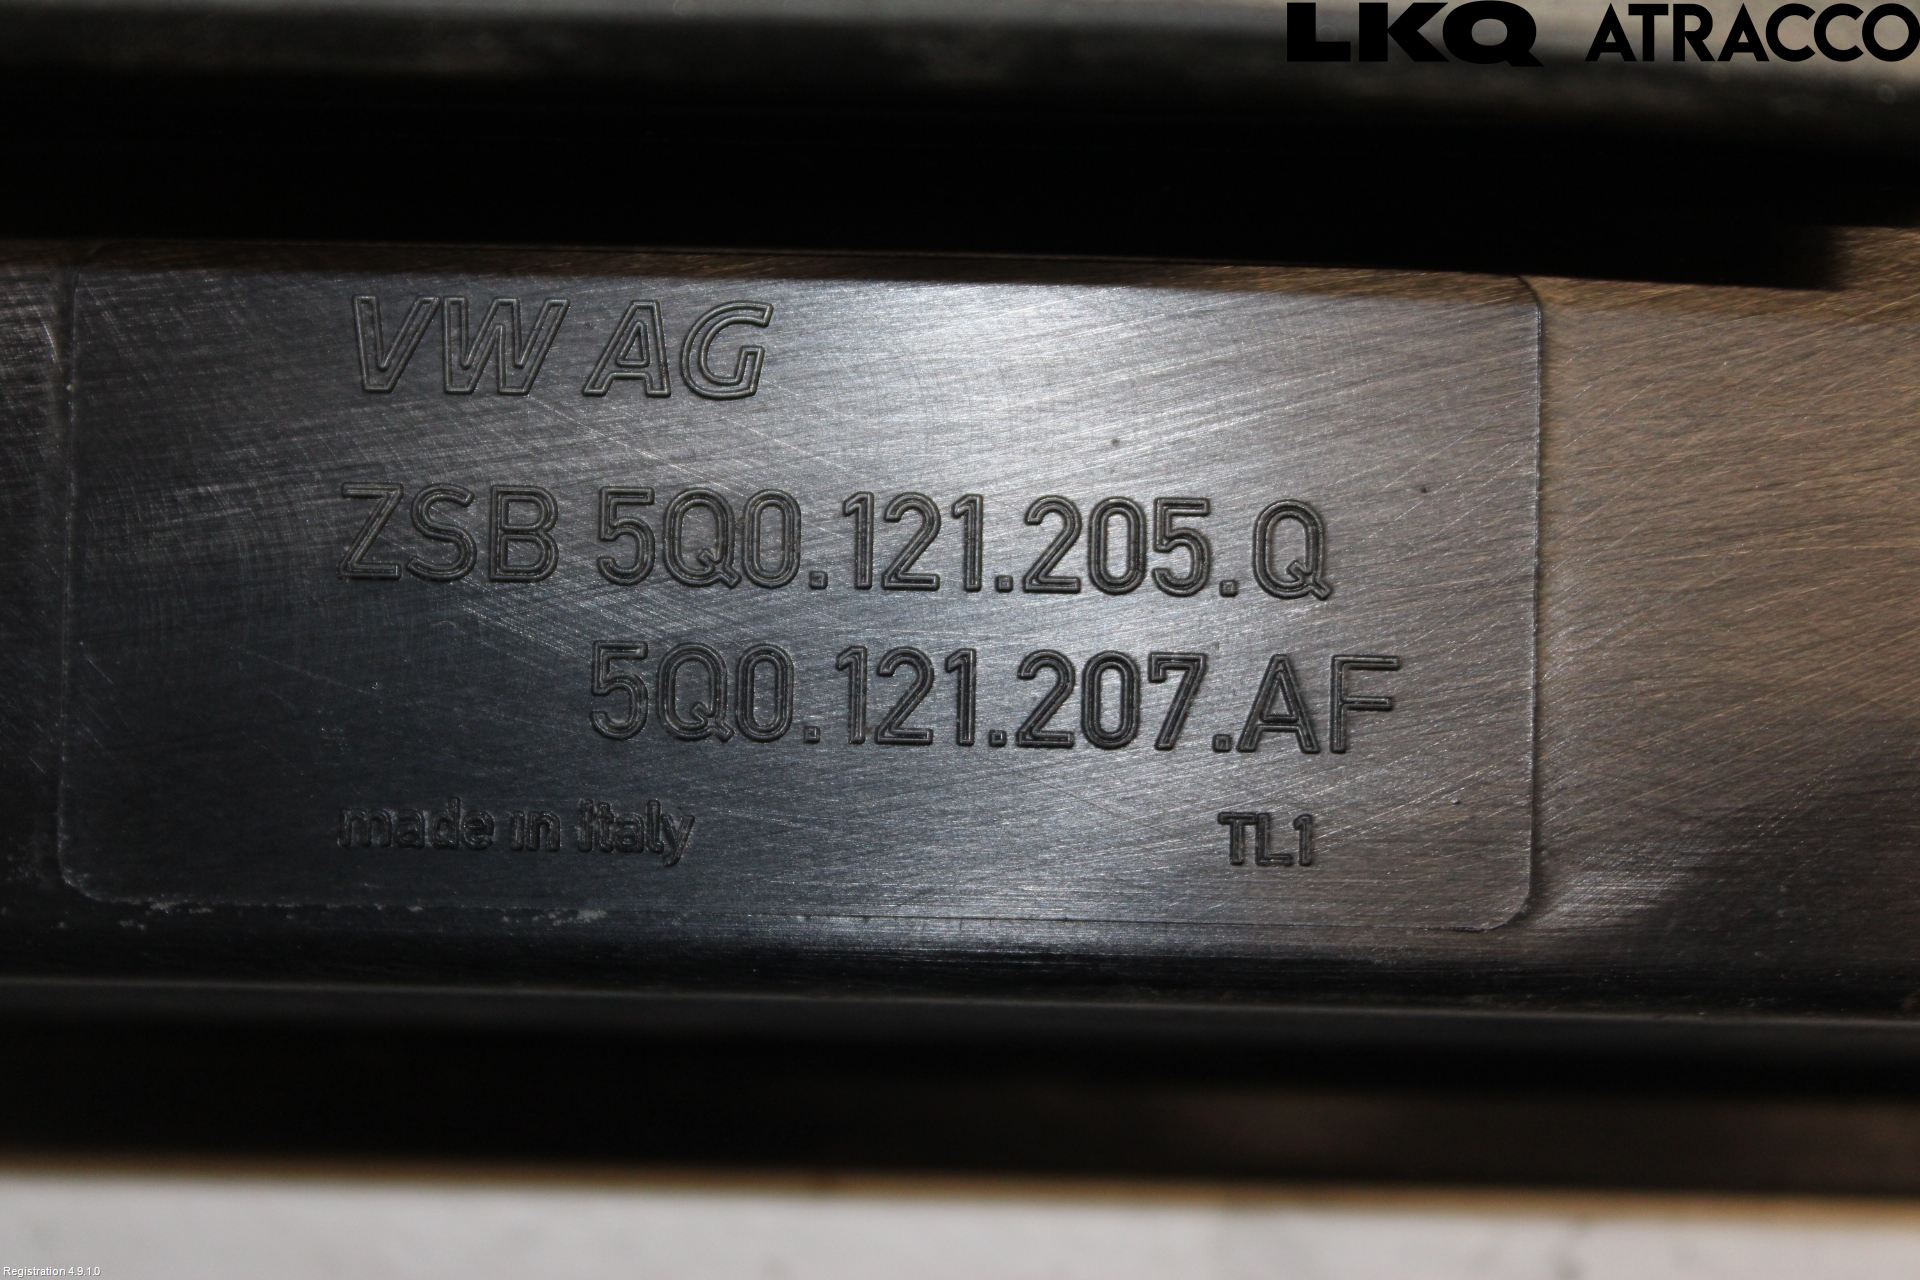 LKQ ATRACCO
VW AG
ZSB 5Q0.121.205.Q
5Q0.121.207.AF
made in Italy
TL1
Registration 4.9.1.0